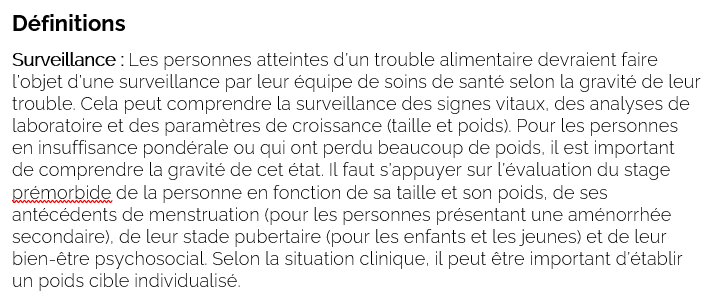 Définitions
Surveillance : Les personnes atteintes d'un trouble alimentaire devraient faire
l'objet d'une surveillance par leur équipe de soins de santé selon la gravité de leur
trouble. Cela peut comprendre la surveillance des signes vitaux, des analyses de
laboratoire et des paramètres de croissance (taille et poids). Pour les personnes
en insuffisance pondérale ou qui ont perdu beaucoup de poids, il est important
de comprendre la gravité de cet état. Il faut s'appuyer sur l'évaluation du stage
prémorbide de la personne en fonction de sa taille et son poids, de ses
antécédents de menstruation (pour les personnes présentant une aménorrhée
secondaire), de leur stade pubertaire (pour les enfants et les jeunes) et de leur
bien-être psychosocial. Selon la situation clinique, il peut être important d'établir
un poids cible individualisé.